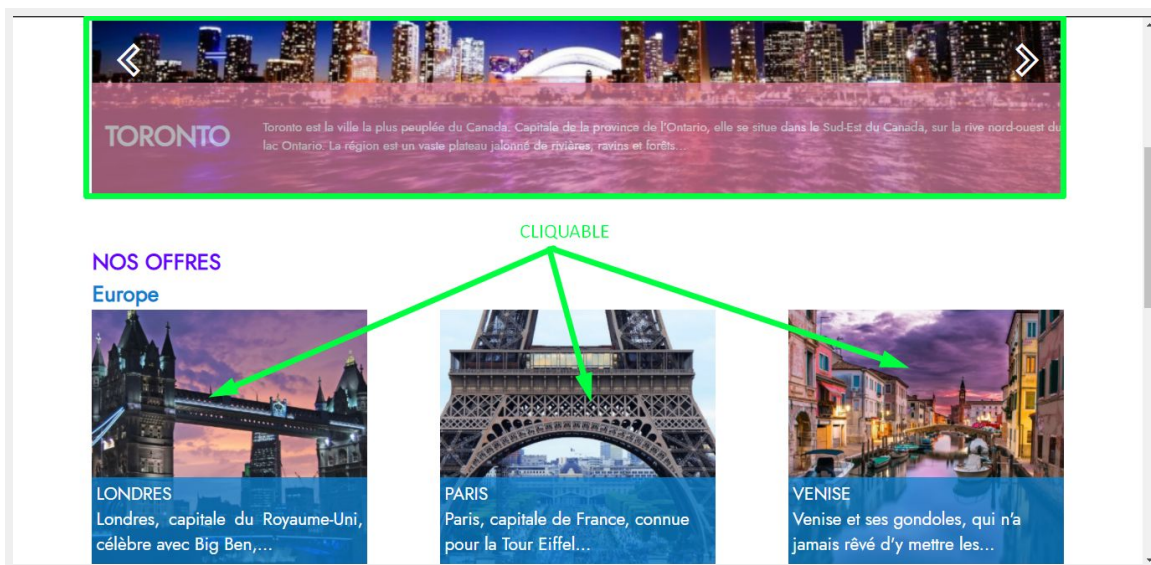 TORONTO
Toronto est la ville la plus peuplée du Canada. Capitale de la province de l'Ontario, elle se situe dans le Sud-Est du Canada, sur la rive nord-ouest du
lac Ontario. La région est un vaste plateau jalonné de rivières, ravins et forêts...
CLIQUABLE
NOS OFFRES
Europe
LONDRES
Londres, capitale du Royaume-Uni,
célèbre avec Big Ben,...
PARIS
Paris, capitale de France, connue
pour la Tour Eiffel...
VENISE
Venise et ses gondoles, qui n'a
jamais rêvé d'y mettre les...